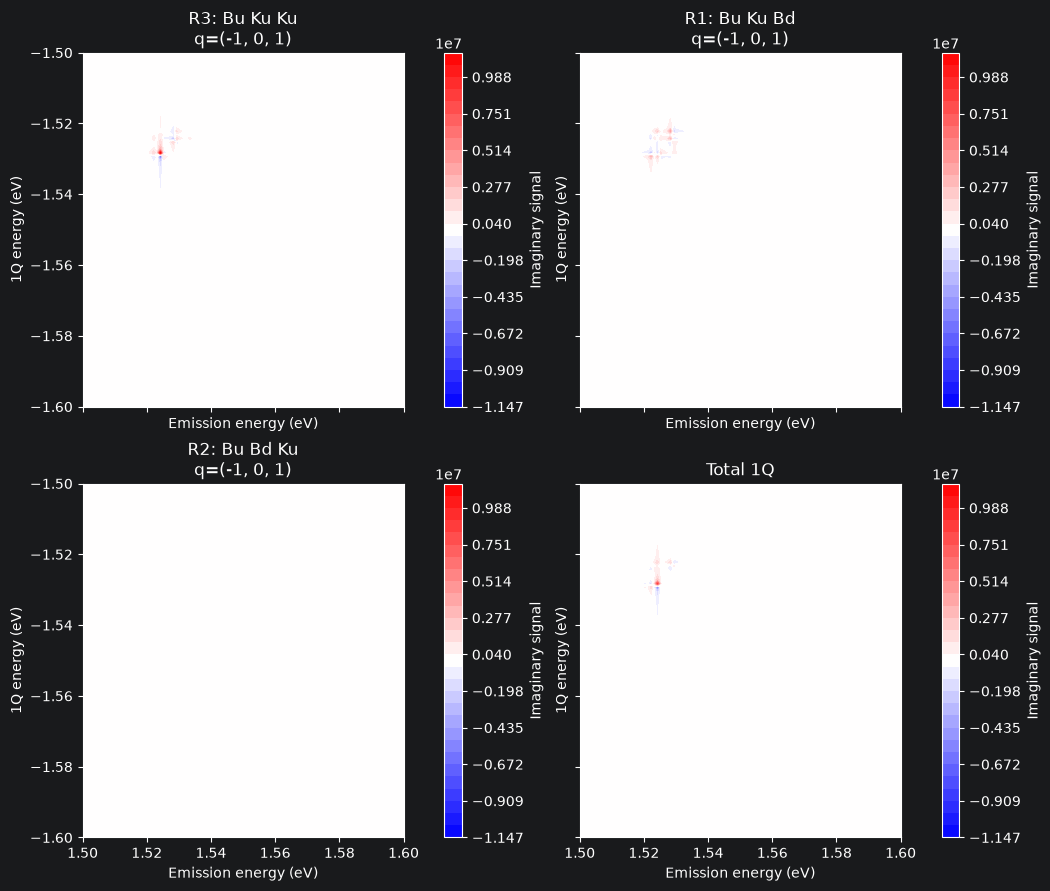 R3: Bu Ku Ku
q=(-1, 0, 1)
R1: Bu Ku Bd
q=(-1, 0, 1)
1Q energy (eV)
−1.50
−1.52
−1.54
−1.56
−1.58
−1.60
Emission energy (eV)
1e7
0.988
0.751
0.514
0.277
0.040
−0.198
−0.435
−0.672
−0.909
−1.147
Imaginary signal
1Q energy (eV)
Emission energy (eV)
1e7
0.988
0.751
0.514
0.277
0.040
−0.198
−0.435
−0.672
−0.909
−1.147
Imaginary signal
R2: Bu Bd Ku
q=(-1, 0, 1)
Total 1Q
1Q energy (eV)
−1.50
−1.52
−1.54
−1.56
−1.58
−1.60
1.50 1.52 1.54 1.56 1.58 1.60
Emission energy (eV)
1e7
0.988
0.751
0.514
0.277
0.040
−0.198
−0.435
−0.672
−0.909
−1.147
Imaginary signal
1Q energy (eV)
1.50 1.52 1.54 1.56 1.58 1.60
Emission energy (eV)
1e7
0.988
0.751
0.514
0.277
0.040
−0.198
−0.435
−0.672
−0.909
−1.147
Imaginary signal